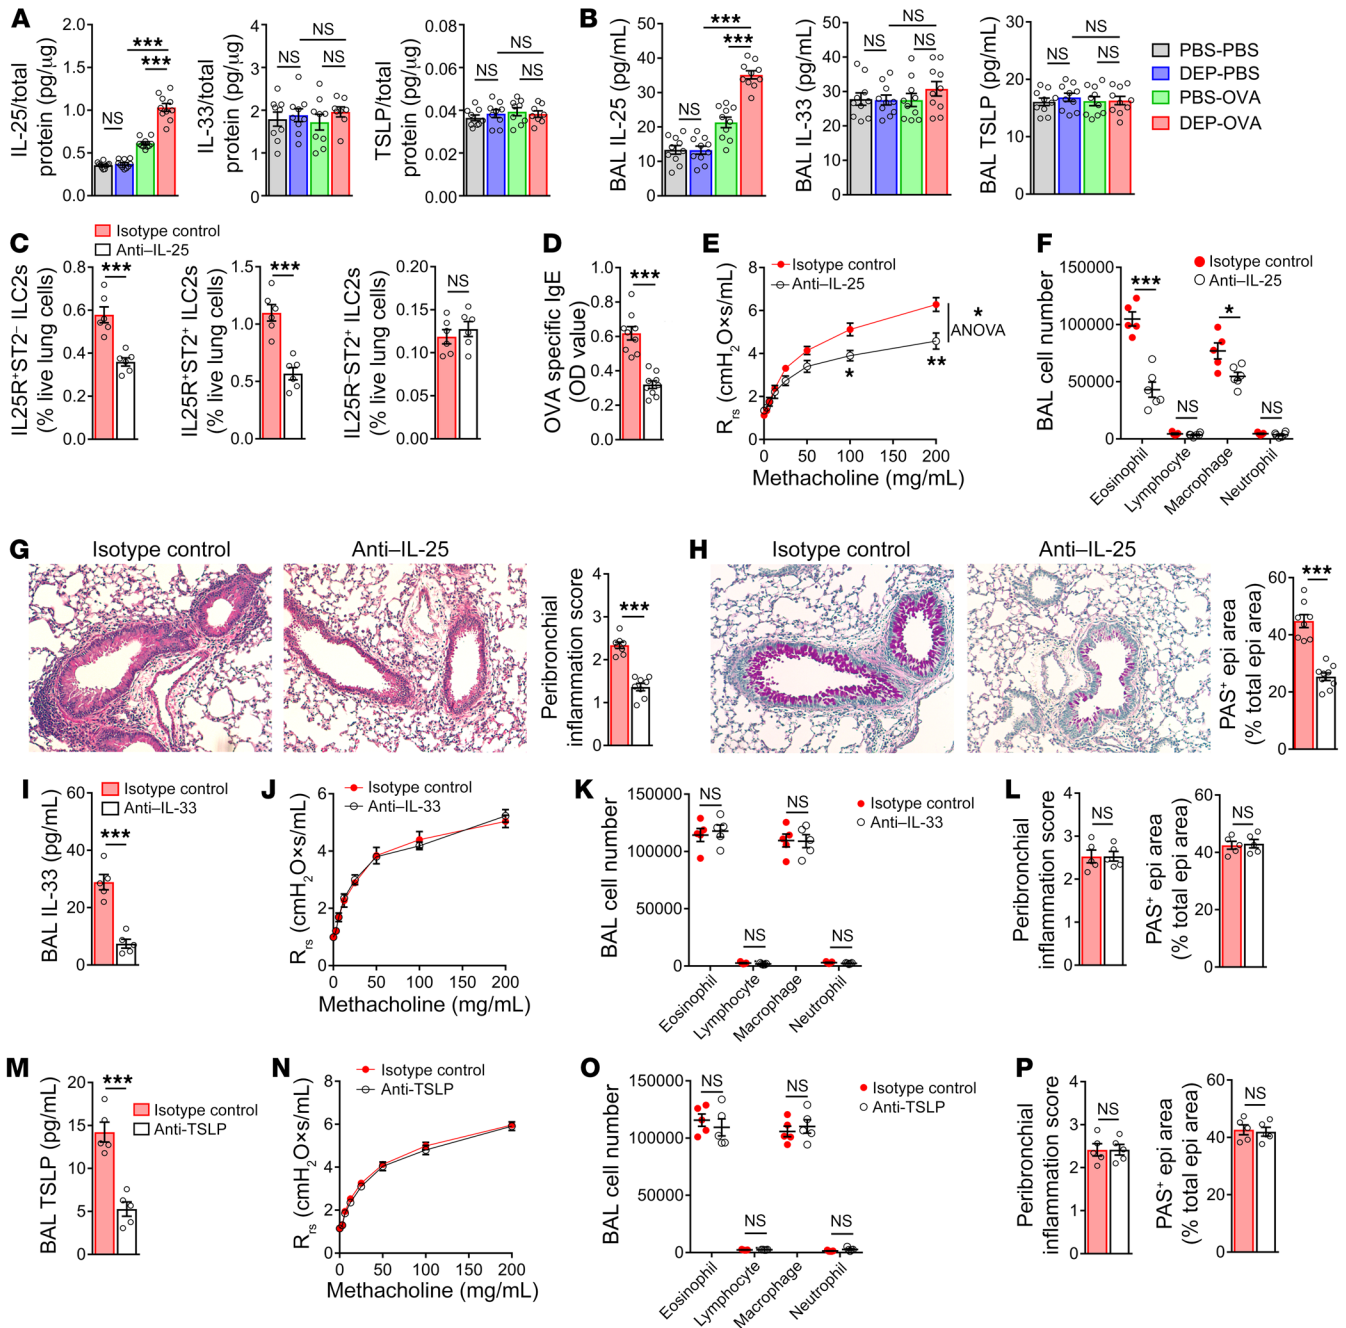 A
IL-25/total
protein (pg/μg)
2.0
1.5
1.0
0.5
0.0
NS
***
***
IL-33/total
protein (pg/μg)
4
3
2
1
0
NS
NS
NS
TSLP/total
protein (pg/μg)
0.08
0.06
0.04
0.02
0.00
NS
NS
NS
B
BAL IL-25 (pg/mL)
50
40
30
20
10
0
NS
***
***
BAL IL-33 (pg/mL)
50
40
30
20
10
0
NS
NS
NS
BAL TSLP (pg/mL)
30
20
10
0
NS
NS
NS
PBS-PBS
DEP-PBS
PBS-OVA
DEP-OVA
C
Isotype control
Anti–IL-25
IL25R+ST2− ILC2s
(% live lung cells)
0.8
0.6
0.4
0.2
0.0
***
IL25R+ST2+ ILC2s
(% live lung cells)
1.5
1.0
0.5
0.0
***
IL25R−ST2+ ILC2s
(% live lung cells)
0.20
0.15
0.10
0.05
0.00
NS
D
OVA specific IgE
(OD value)
1.0
0.8
0.6
0.4
0.2
0.0
***
E
Isotype control
Anti–IL-25
Rrs (cmH2O×s/mL)
8
6
4
2
0
*
ANOVA
*
**
0 50 100 150 200
Methacholine (mg/mL)
F
Isotype control
Anti–IL-25
BAL cell number
150000
100000
50000
0
***
NS
*
NS
Eosinophil
Lymphocyte
Macrophage
Neutrophil
G
Isotype control
Anti–IL-25
Peribronchial
inflammation score
4
3
2
1
0
***
H
Isotype control
Anti–IL-25
PAS+ epi area
(% total epi area)
60
40
20
0
***
I
Isotype control
Anti–IL-33
BAL IL-33 (pg/mL)
60
40
20
0
***
J
Isotype control
Anti–IL-33
Rrs (cmH2O×s/mL)
6
4
2
0
0 50 100 150 200
Methacholine (mg/mL)
K
Isotype control
Anti–IL-33
BAL cell number
150000
100000
50000
0
NS
NS
NS
NS
Eosinophil
Lymphocyte
Macrophage
Neutrophil
L
Peribronchial
inflammation score
4
3
2
1
0
NS
PAS+ epi area
(% total epi area)
60
40
20
0
NS
M
BAL TSLP (pg/mL)
20
15
10
5
0
***
Isotype control
Anti-TSLP
N
Isotype control
Anti-TSLP
Rrs (cmH2O×s/mL)
8
6
4
2
0
0 50 100 150 200
Methacholine (mg/mL)
O
Isotype control
Anti-TSLP
BAL cell number
150000
100000
50000
0
NS
NS
NS
NS
Eosinophil
Lymphocyte
Macrophage
Neutrophil
P
Peribronchial
inflammation score
4
3
2
1
0
NS
PAS+ epi area
(% total epi area)
60
40
20
0
NS